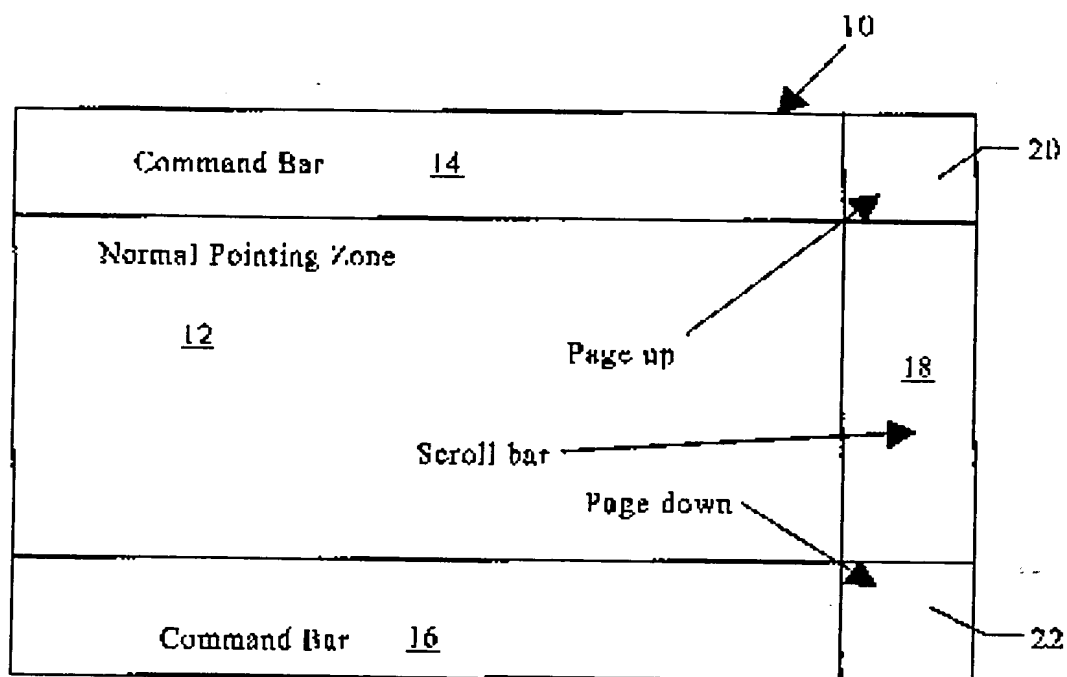 10
Command Bar 14
20
Normal Pointing Zone
12
Page up
18
Scroll bar
Page down
Command Bar 16
22